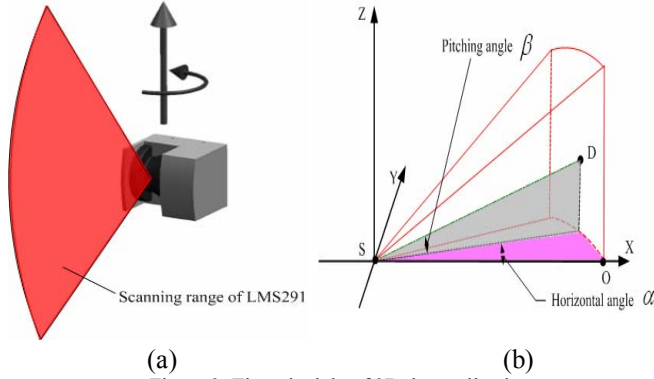 Scanning range of LMS291
(a)
Z
Pitching angle β
Y
D
S
X
O
Horizontal angle α
(b)